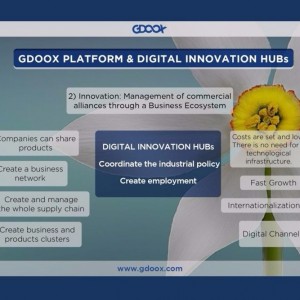 GDOOX
GDOOX PLATFORM & DIGITAL INNOVATION HUBs
2) Innovation: Management of commercial
alliances through a Business Ecosystem
Companies can share
products
Create a business
network
Create and manage
the whole supply chain
Create business and
products clusters
DIGITAL INNOVATION HUBs
Coordinate the industrial policy
Create employment
Costs are set and lo
There is no need for
technological
infrastructure.
Fast Growth
Internationalization
Digital Channel
www.gdoox.com